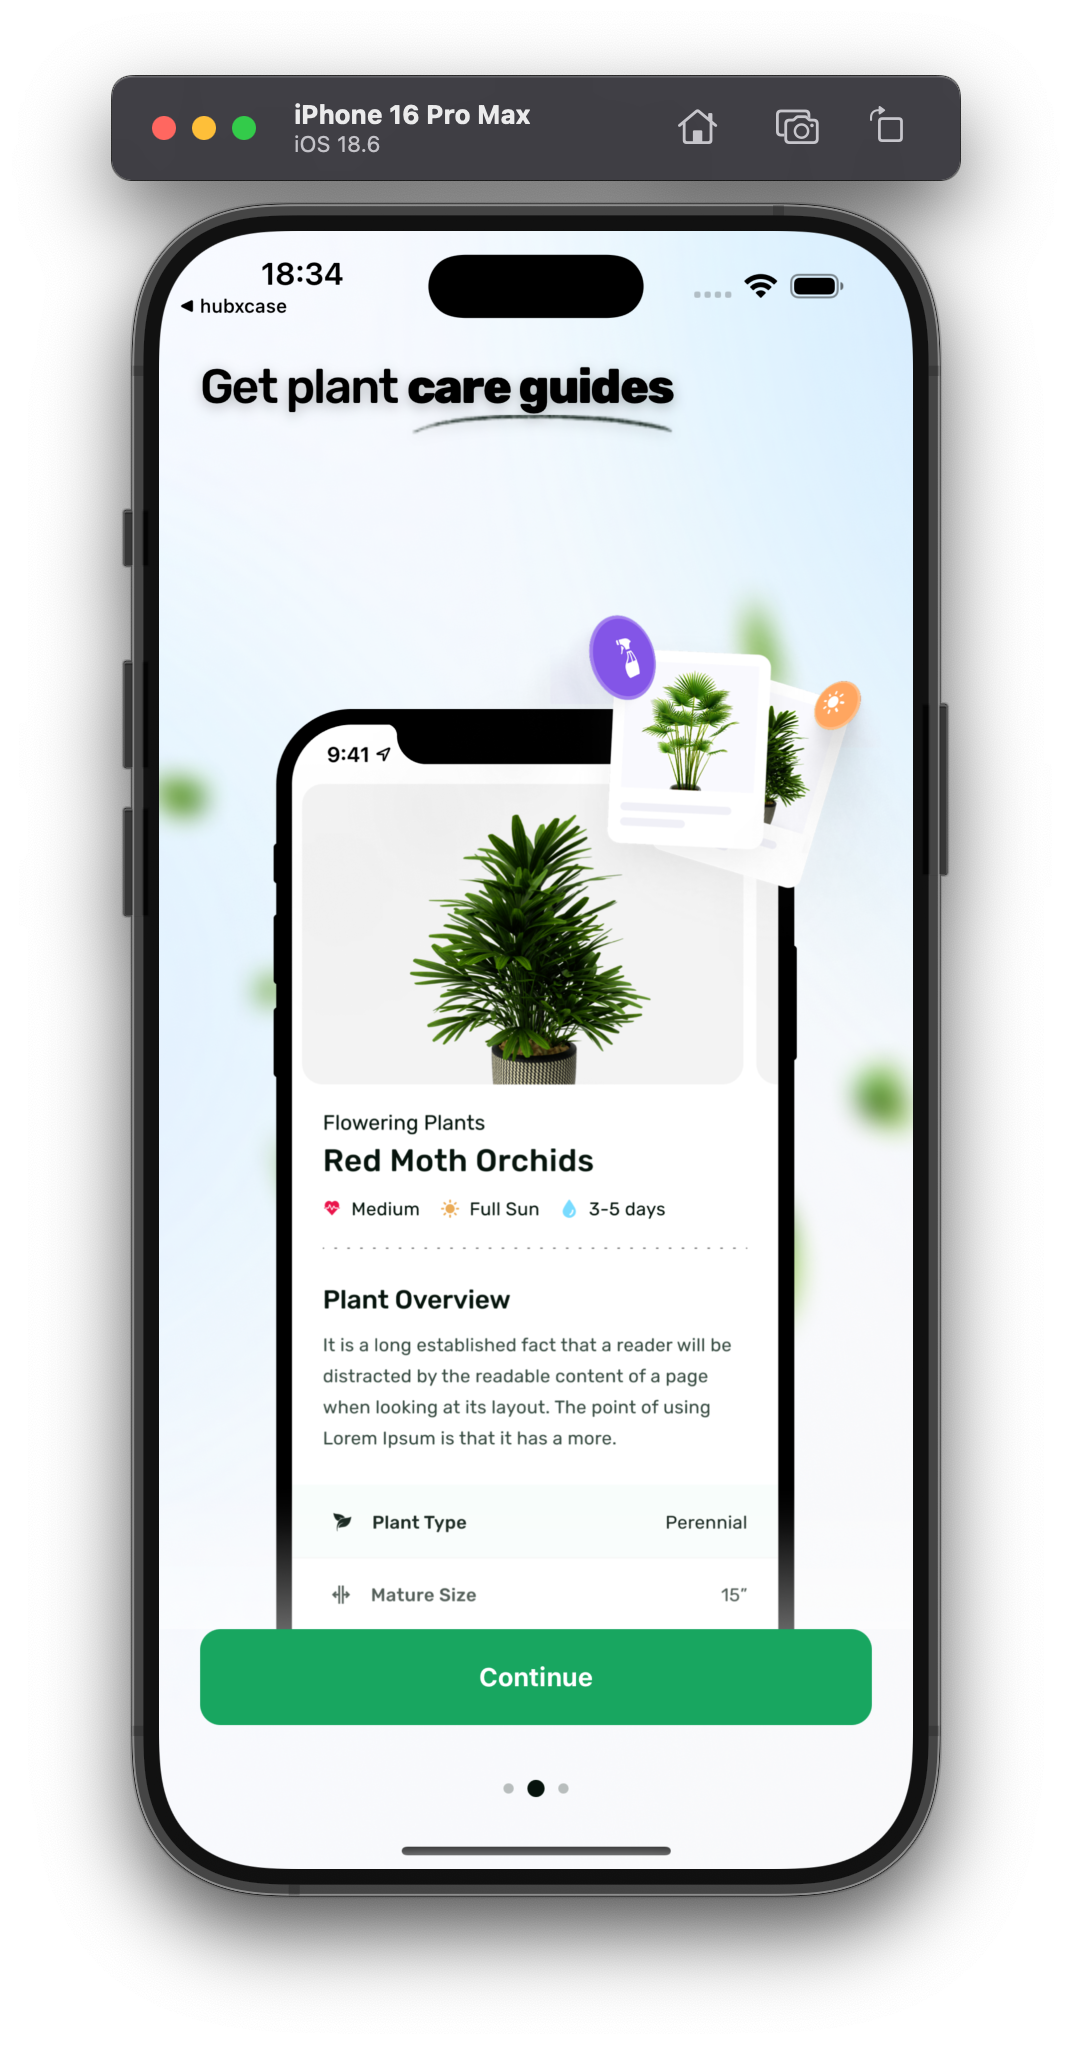 iPhone 16 Pro Max
iOS 18.6
18:34
◀ hubxcase
Get plant care guides
9:41
Flowering Plants
Red Moth Orchids
Medium Full Sun 3-5 days
Plant Overview
It is a long established fact that a reader will be
distracted by the readable content of a page
when looking at its layout. The point of using
Lorem Ipsum is that it has a more.
Plant Type Perennial
Mature Size 15”
Continue